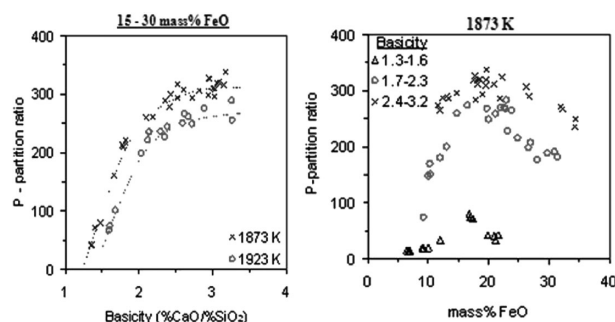 15 - 30 mass% FeO
400
300
200
100
0
1
2
3
4
P - partition ratio
Basicity (%CaO/%SiO₂)
× 1873 K
○ 1923 K
1873 K
Basicity
△ 1.3-1.6
○ 1.7-2.3
× 2.4-3.2
400
300
200
100
0
0
10
20
30
40
P-partition ratio
mass% FeO